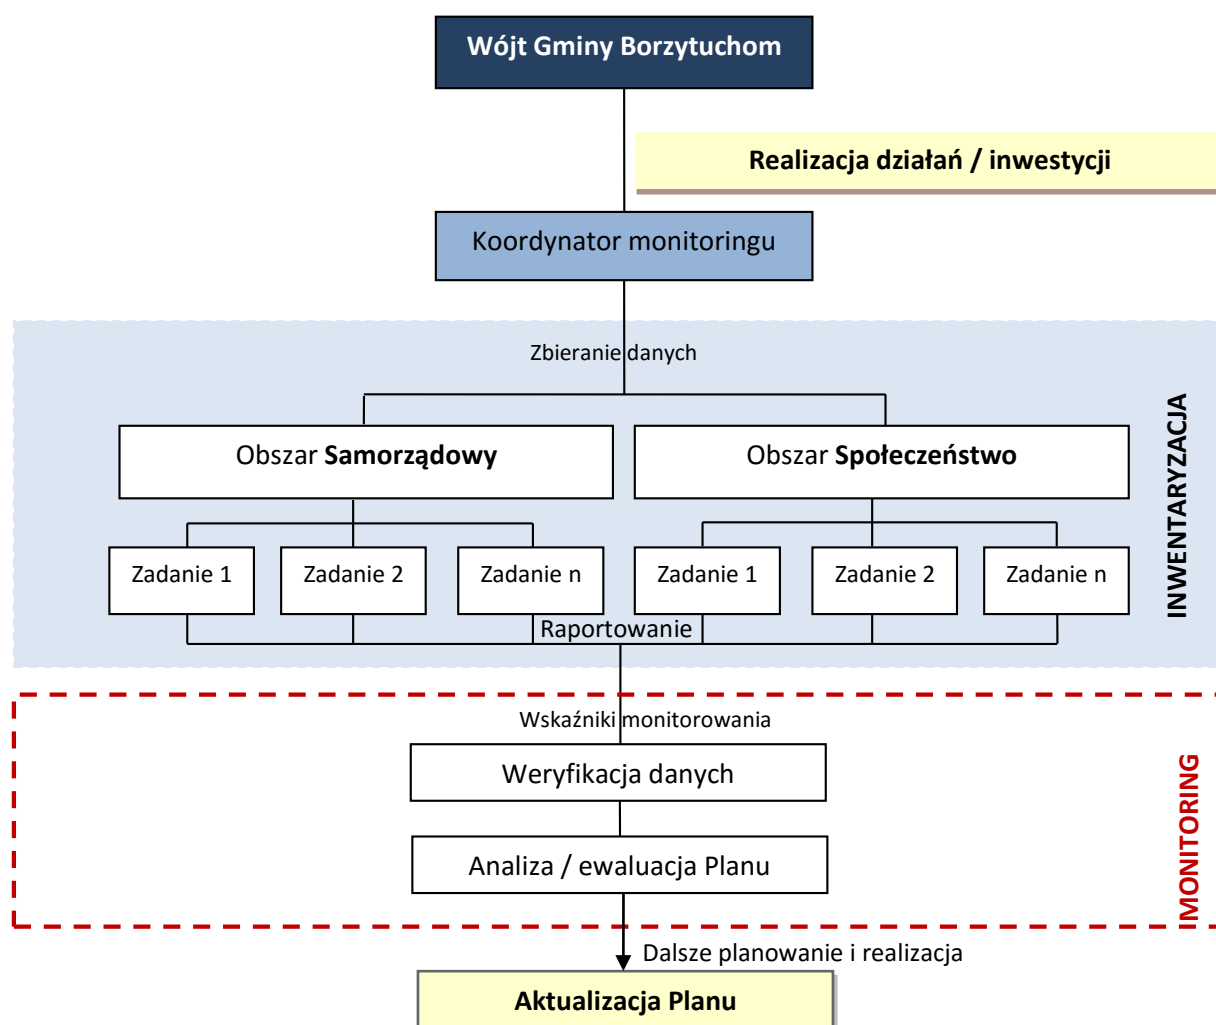 Wójt Gminy Borzytuchom
Realizacja działań / inwestycji
Koordynator monitoringu
Zbieranie danych
Obszar Samorządowy
Obszar Społeczeństwo
Zadanie 1
Zadanie 2
Zadanie n
Zadanie 1
Zadanie 2
Zadanie n
Raportowanie
INWENTARYZACJA
Wskaźniki monitorowania
Weryfikacja danych
Analiza / ewaluacja Planu
MONITORING
Dalsze planowanie i realizacja
Aktualizacja Planu